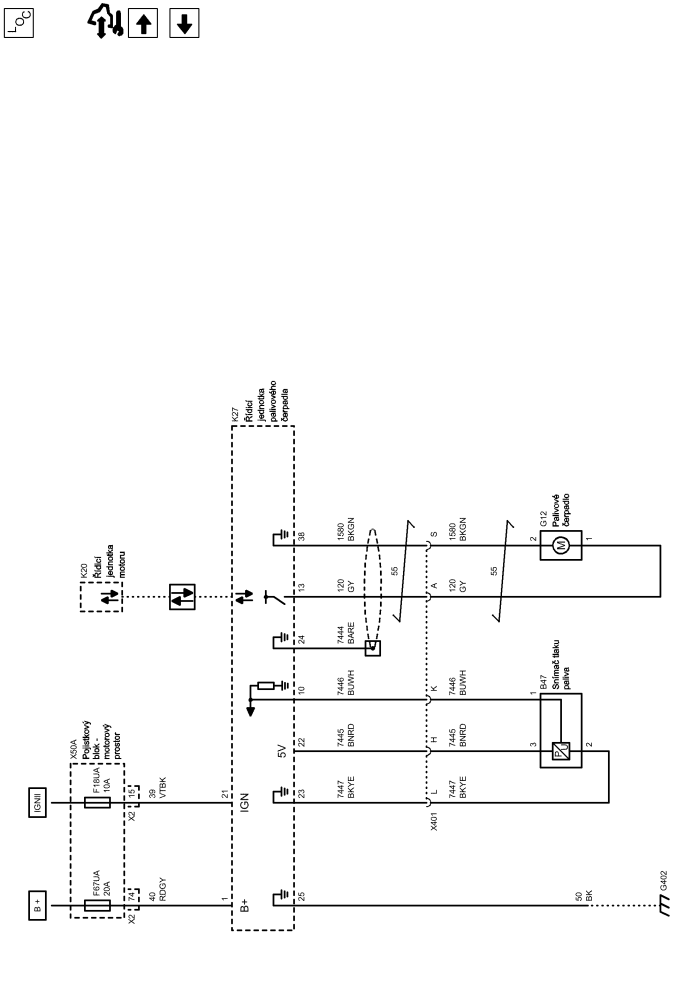 LOC
B +
IGNII
X50A
Pojistkový
blok -
motorový
prostor
F67UA
20A
F18UA
10A
X2
74
X2
15
40
RDGY
39
VTBK
K20
Řídicí
jednotka
motoru
1
21
B+
IGN
5V
K27
Řídicí
jednotka
palivového
čerpadla
25
23
22
10
24
13
38
7447
BKYE
7445
BNRD
7446
BUWH
7444
BARE
120
GY
1580
BKGN
55
X401
L
H
K
A
S
7447
BKYE
7445
BNRD
7446
BUWH
120
GY
1580
BKGN
55
3
1
B47
Snímač tlaku
paliva
P
U
2
2
G12
Palivové
čerpadlo
M
1
50
BK
G402